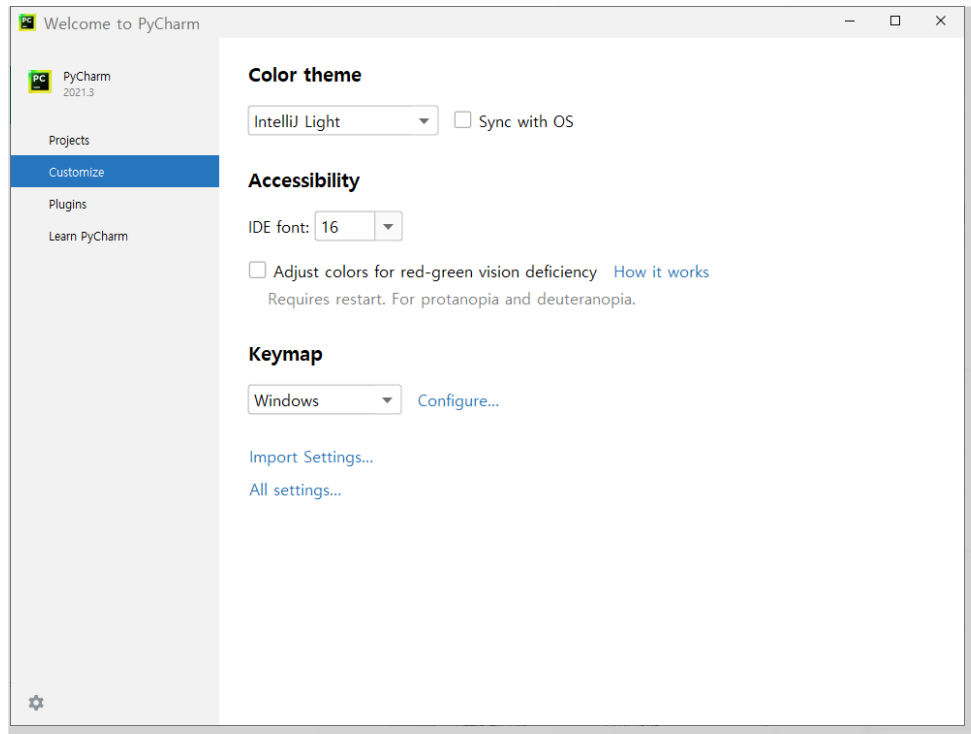 Welcome to PyCharm
PyCharm
2021.3
Projects
Customize
Plugins
Learn PyCharm
Color theme
IntelliJ Light
Sync with OS
Accessibility
IDE font: 16
Adjust colors for red-green vision deficiency How it works
Requires restart. For protanopia and deuteranopia.
Keymap
Windows Configure...
Import Settings...
All settings...